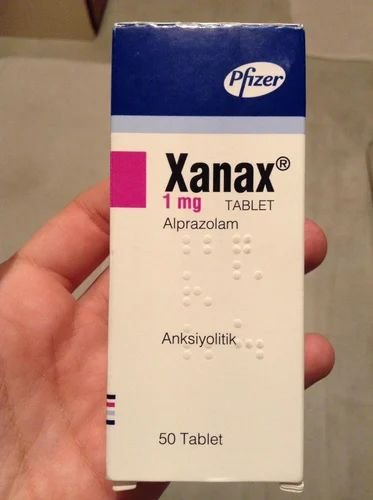 Pfizer
Xanax®
1 mg TABLET
Alprazolam
Anksiyolitik
50 Tablet